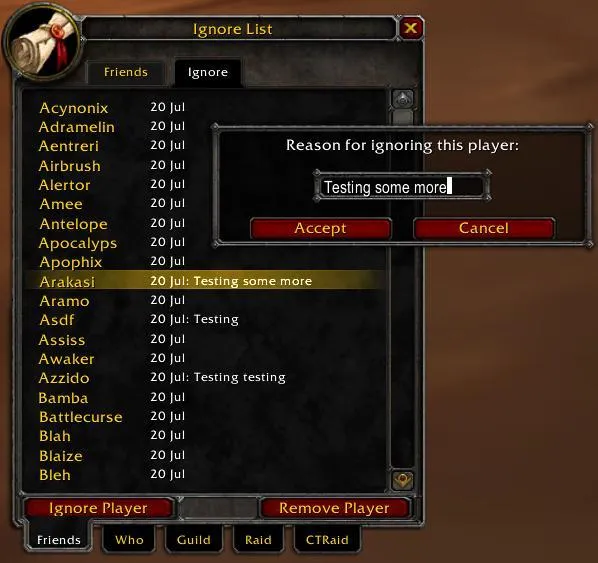 Ignore List
Friends Ignore
Acynonix 20 Jul
Adramelin 20 Jul
Aentreri 20 Jul
Airbrush 20 Jul
Alertor 20 Jul
Amee 20 Jul
Antelope 20 Jul
Apocalyps 20 Jul
Apophix 20 Jul
Arakasi 20 Jul: Testing some more
Aramo 20 Jul
Asdf 20 Jul: Testing
Assiss 20 Jul
Awaker 20 Jul
Azzido 20 Jul: Testing testing
Bamba 20 Jul
Battlecurse 20 Jul
Blah 20 Jul
Blaize 20 Jul
Bleh 20 Jul
Reason for ignoring this player:
Testing some more
Accept Cancel
Ignore Player Remove Player
Friends Who Guild Raid CTRaid